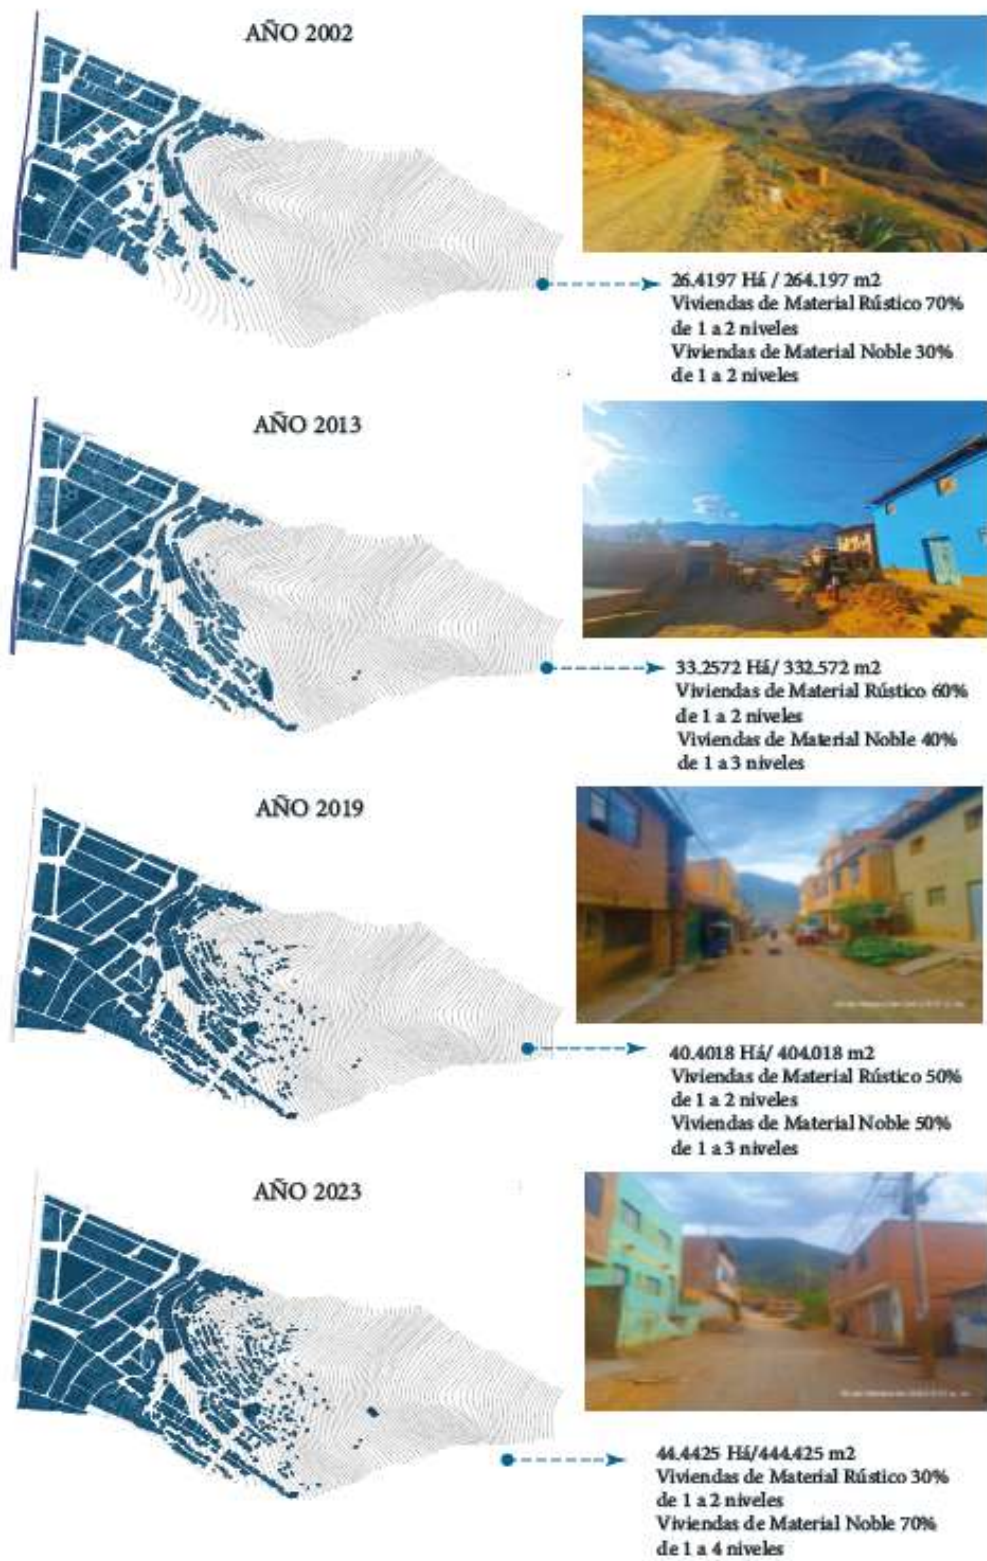 AÑO 2002
26.4197 Há / 264.197 m2
Viviendas de Material Rústico 70%
de 1 a 2 niveles
Viviendas de Material Noble 30%
de 1 a 2 niveles
AÑO 2013
33.2572 Há/ 332.572 m2
Viviendas de Material Rústico 60%
de 1 a 2 niveles
Viviendas de Material Noble 40%
de 1 a 3 niveles
AÑO 2019
40.4018 Há/ 404.018 m2
Viviendas de Material Rústico 50%
de 1 a 2 niveles
Viviendas de Material Noble 50%
de 1 a 3 niveles
AÑO 2023
44.4425 Há/444.425 m2
Viviendas de Material Rústico 30%
de 1 a 2 niveles
Viviendas de Material Noble 70%
de 1 a 4 niveles